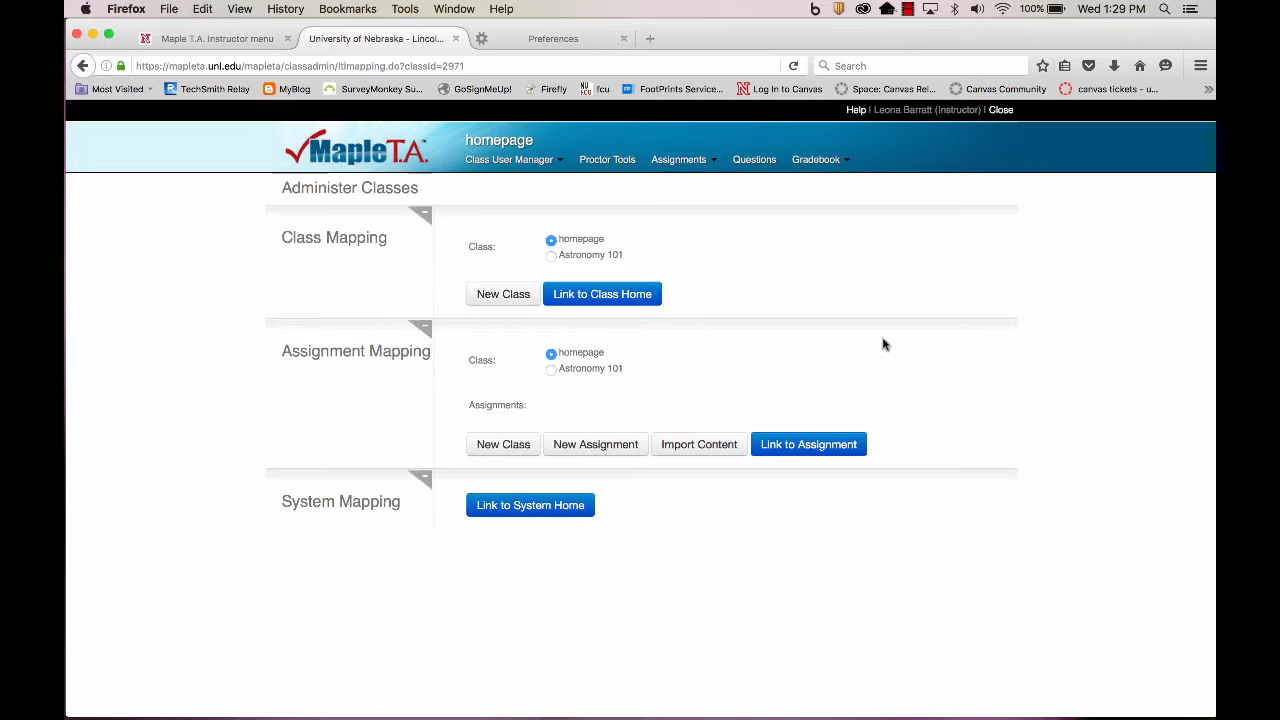 Firefox File Edit View History Bookmarks Tools Window Help 100% Wed 1:29 PM
Maple T.A. Instructor menu University of Nebraska - Lincol... Preferences
https://mapleta.unl.edu/mapleta/classadmin/ltimapping.do?classId=2971 Search
Most Visited TechSmith Relay MyBlog SurveyMonkey Su... GoSignMeUp! Firefly fcu FootPrints Service... Log In to Canvas Space: Canvas Rel... Canvas Community canvas tickets - u...
Help | Leona Barratt (Instructor) | Close
MapleT.A.™ homepage
Class User Manager Proctor Tools Assignments Questions Gradebook
Administer Classes
Class Mapping
Class: homepage
Astronomy 101
New Class Link to Class Home
Assignment Mapping
Class: homepage
Astronomy 101
Assignments:
New Class New Assignment Import Content Link to Assignment
System Mapping
Link to System Home